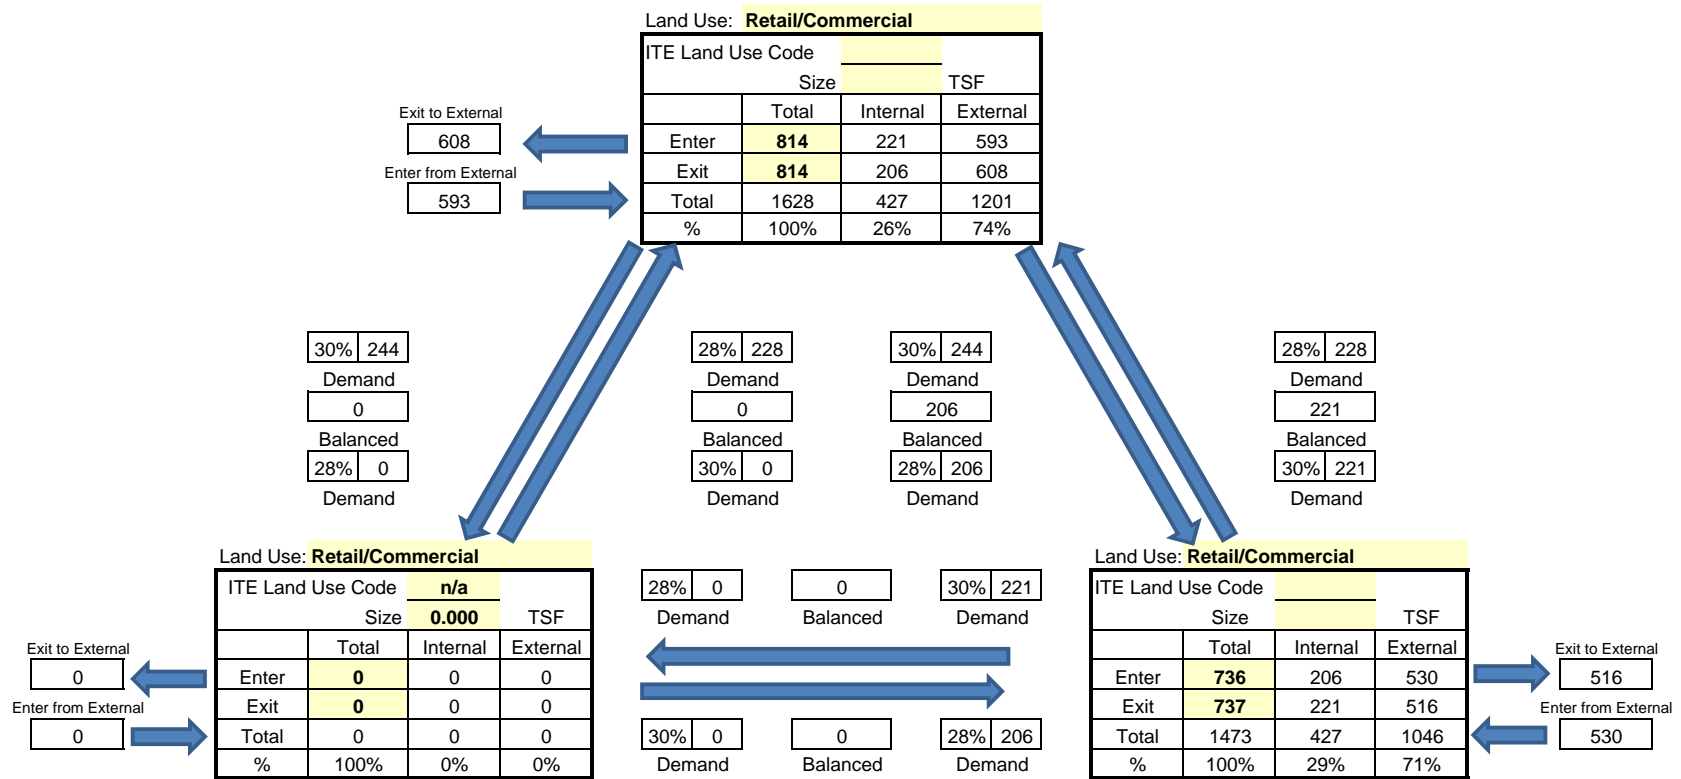 Land Use: Retail/Commercial
ITE Land Use Code
Size TSF
Total Internal External
Enter 814 221 593
Exit 814 206 608
Total 1628 427 1201
% 100% 26% 74%
Exit to External
608
Enter from External
593
30% 244 28% 228 30% 244 28% 228
Demand Demand Demand Demand
0 0 206 221
Balanced Balanced Balanced Balanced
28% 0 30% 0 28% 206 30% 221
Demand Demand Demand Demand
Land Use: Retail/Commercial
ITE Land Use Code n/a
Size 0.000 TSF
Total Internal External
Enter 0 0 0
Exit 0 0 0
Total 0 0 0
% 100% 0% 0%
Exit to External
0
Enter from External
0
28% 0 0 30% 221
Demand Balanced Demand
30% 0 0 28% 206
Demand Balanced Demand
Land Use: Retail/Commercial
ITE Land Use Code
Size TSF
Total Internal External
Enter 736 206 530
Exit 737 221 516
Total 1473 427 1046
% 100% 29% 71%
Exit to External
516
Enter from External
530